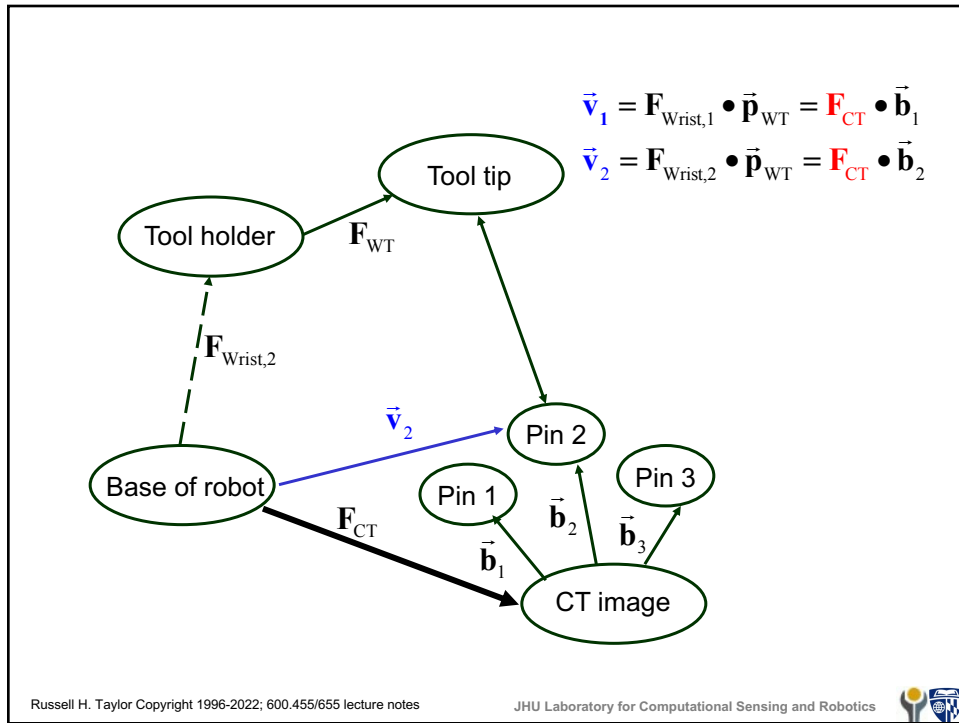 v⃗₁ = F_Wrist,1 • p⃗_WT = F_CT • b⃗₁
v⃗₂ = F_Wrist,2 • p⃗_WT = F_CT • b⃗₂
Tool tip
Tool holder
F_WT
F_Wrist,2
v⃗₂
Pin 2
Base of robot
Pin 1
Pin 3
F_CT
b⃗₂
b⃗₃
b⃗₁
CT image
Russell H. Taylor Copyright 1996-2022; 600.455/655 lecture notes
JHU Laboratory for Computational Sensing and Robotics